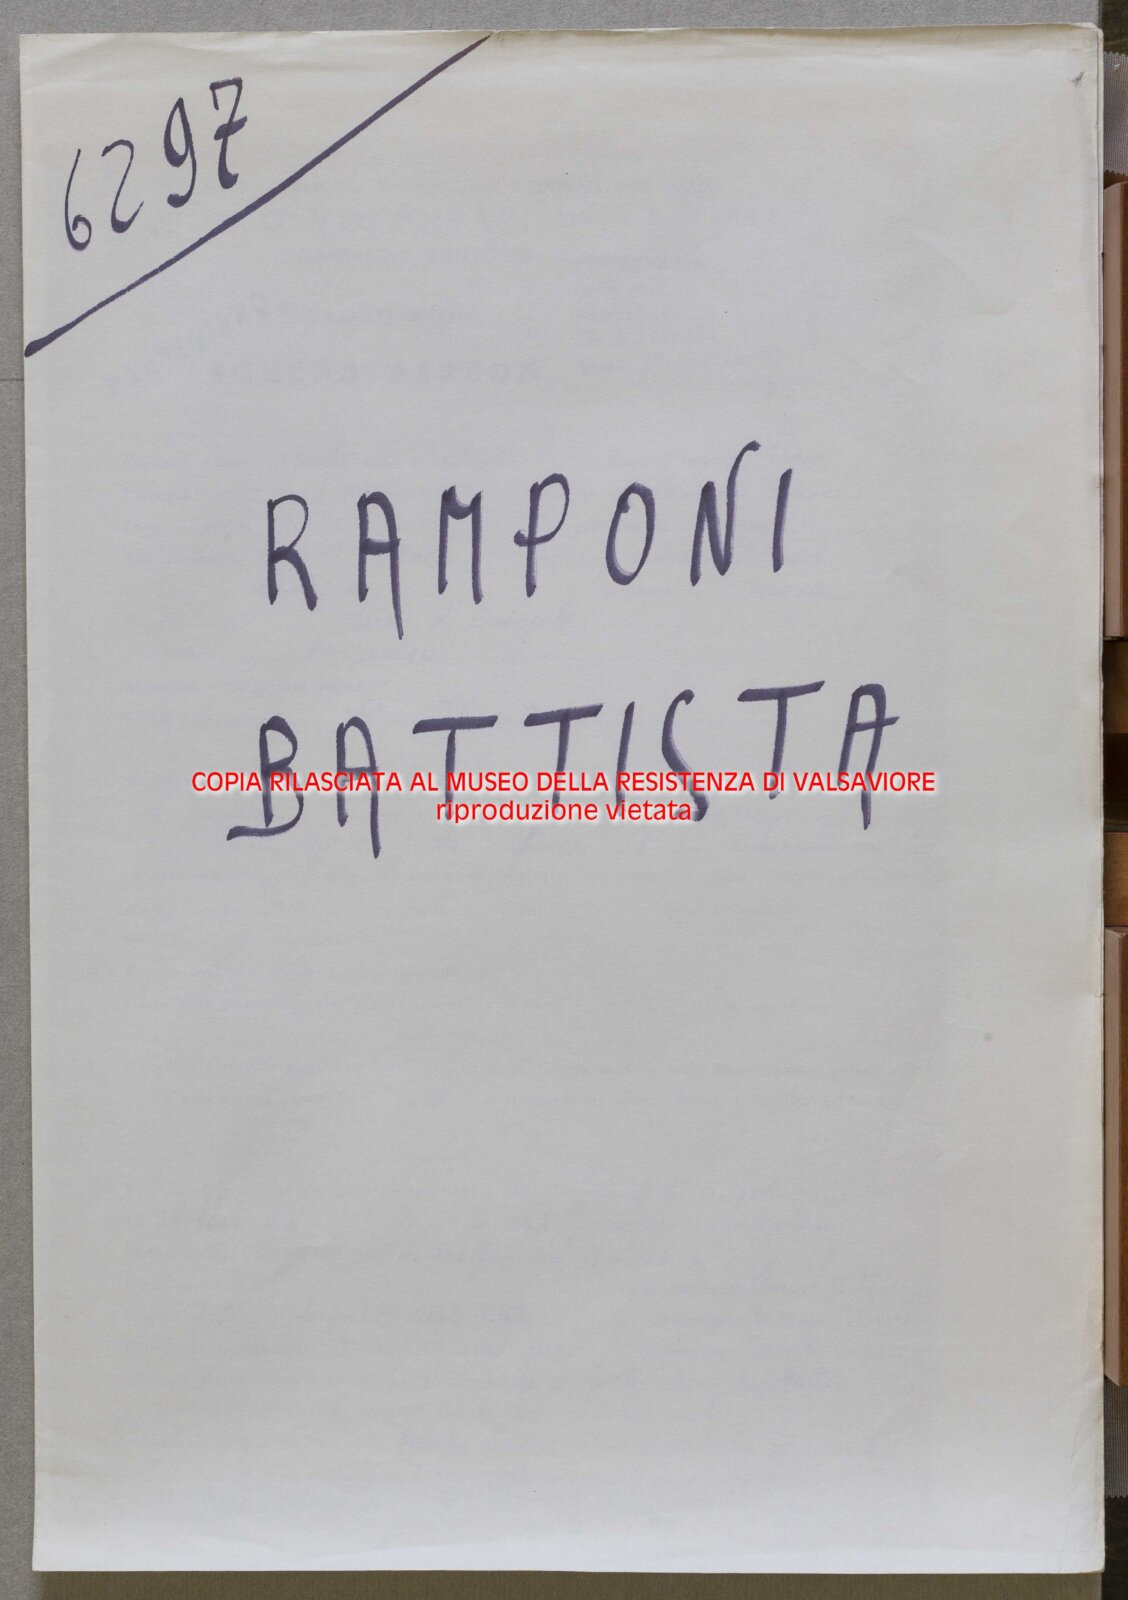 6297
RAMPONI
BATTISTA
COPIA RILASCIATA AL MUSEO DELLA RESISTENZA DI VALSAVIORE
riproduzione vietata